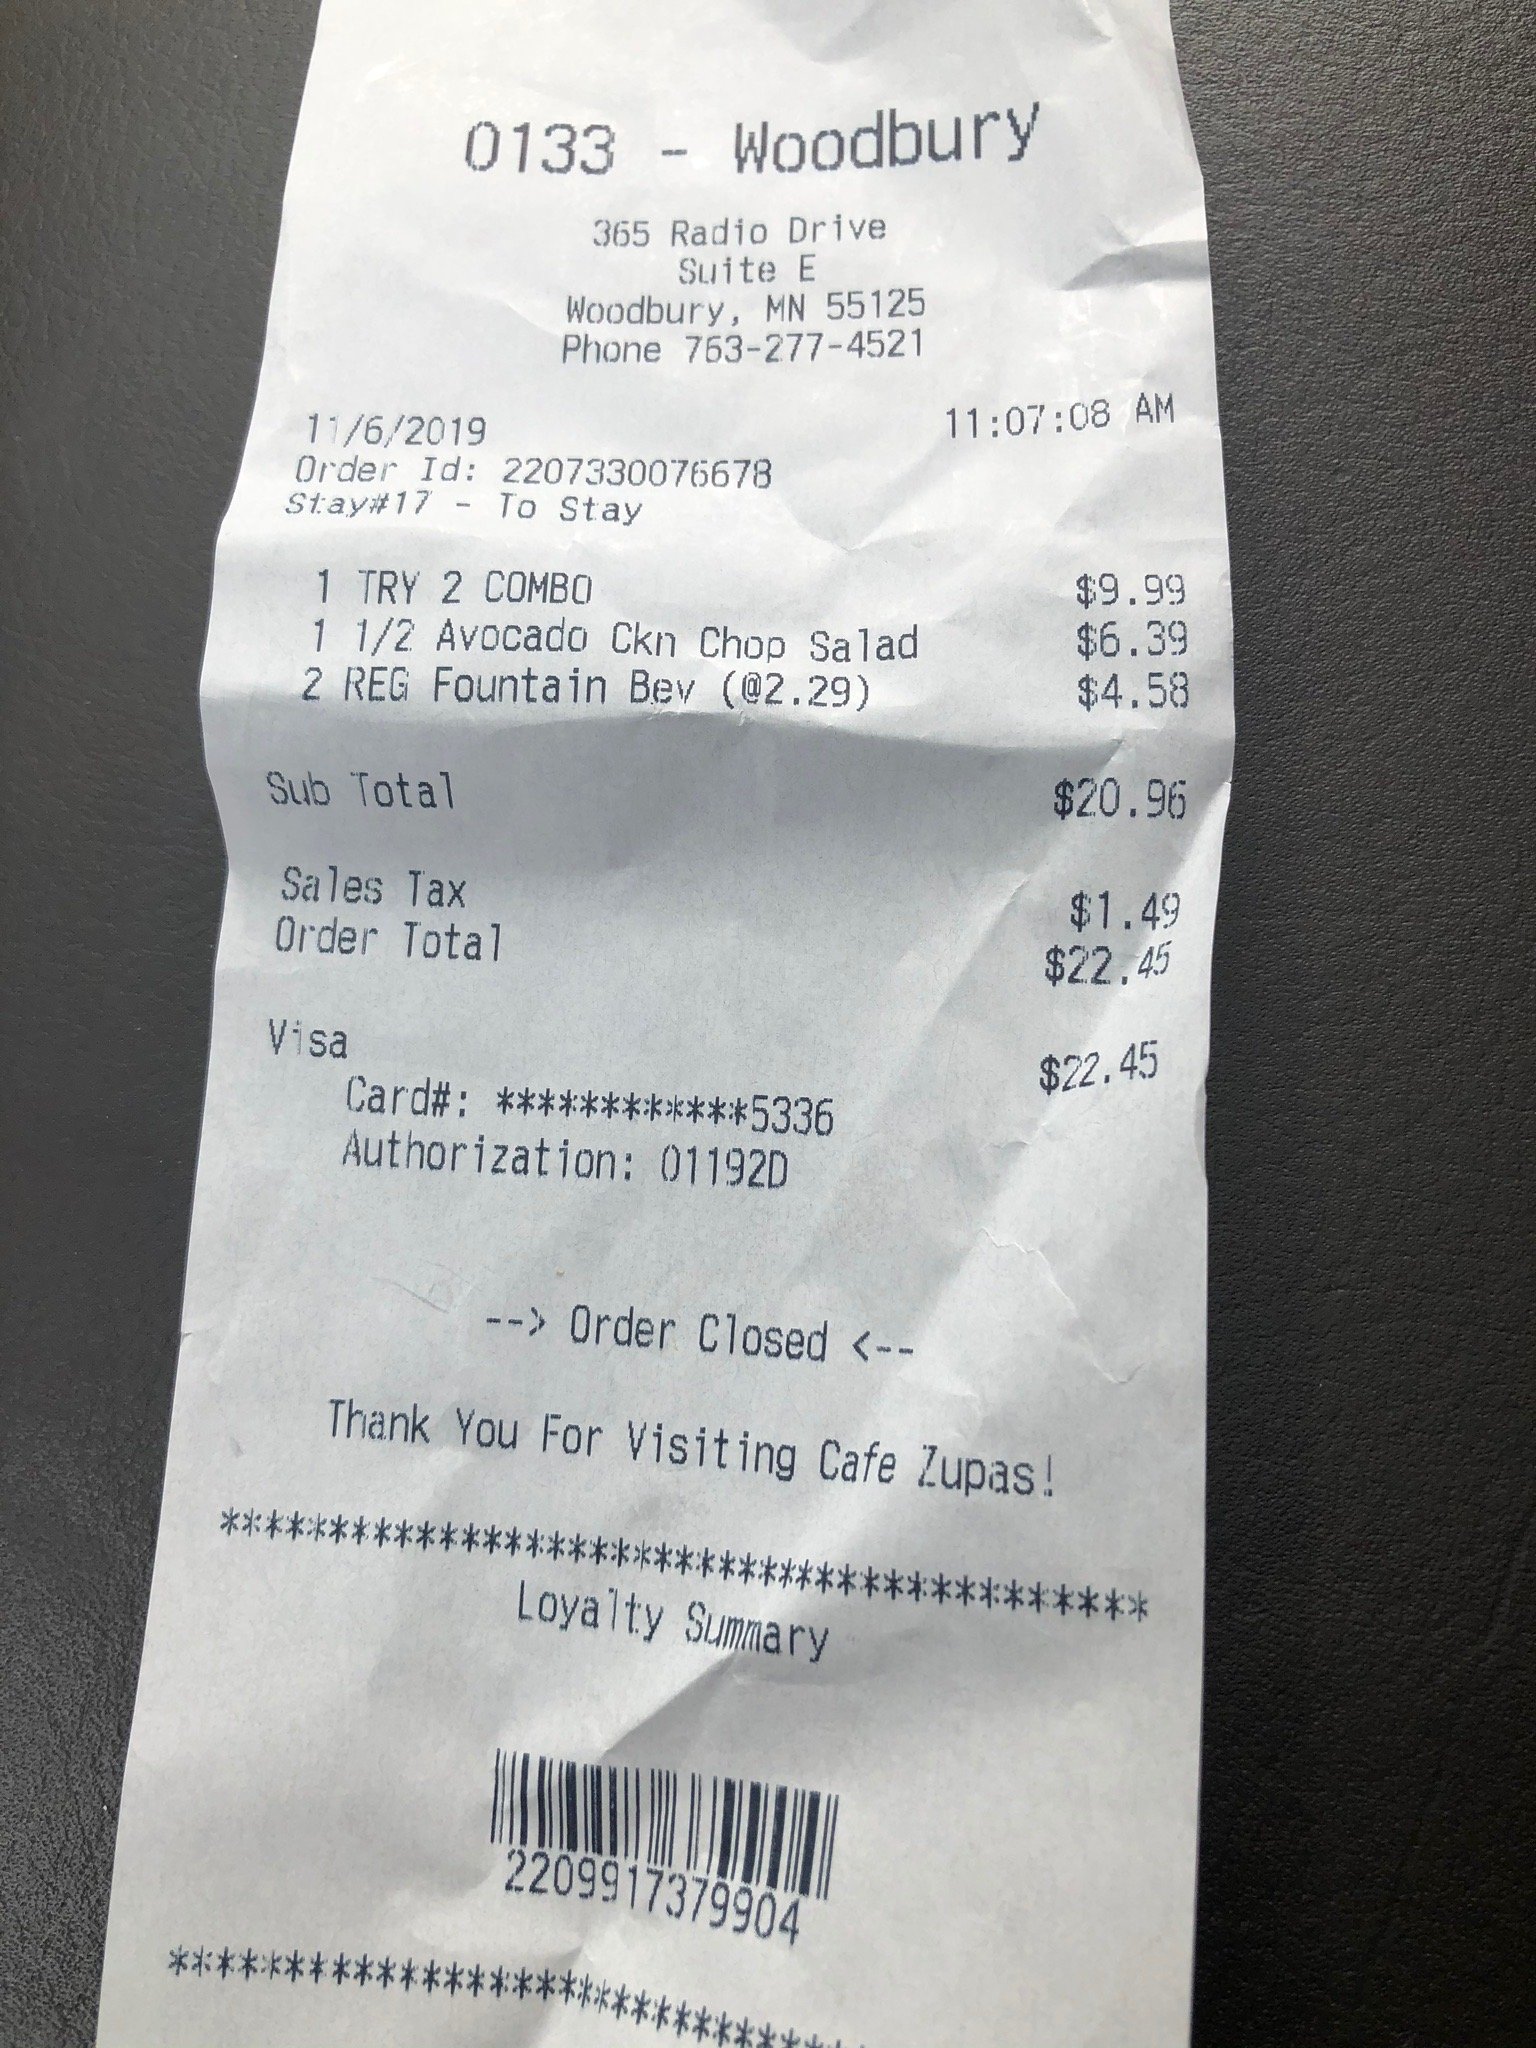 0133 - Woodbury
365 Radio Drive
Suite E
Woodbury, MN 55125
Phone 763-277-4521
11/6/2019 11:07:08 AM
Order Id: 2207330076678
Stay#17 - To Stay
1 TRY 2 COMBO $9.99
1 1/2 Avocado Ckn Chop Salad $6.39
2 REG Fountain Bev (@2.29) $4.58
Sub Total $20.96
Sales Tax $1.49
Order Total $22.45
Visa $22.45
Card#: ************5336
Authorization: 01192D
--> Order Closed <--
Thank You For Visiting Cafe Zupas!
*******************************************
Loyalty Summary
2209917379904
*******************************